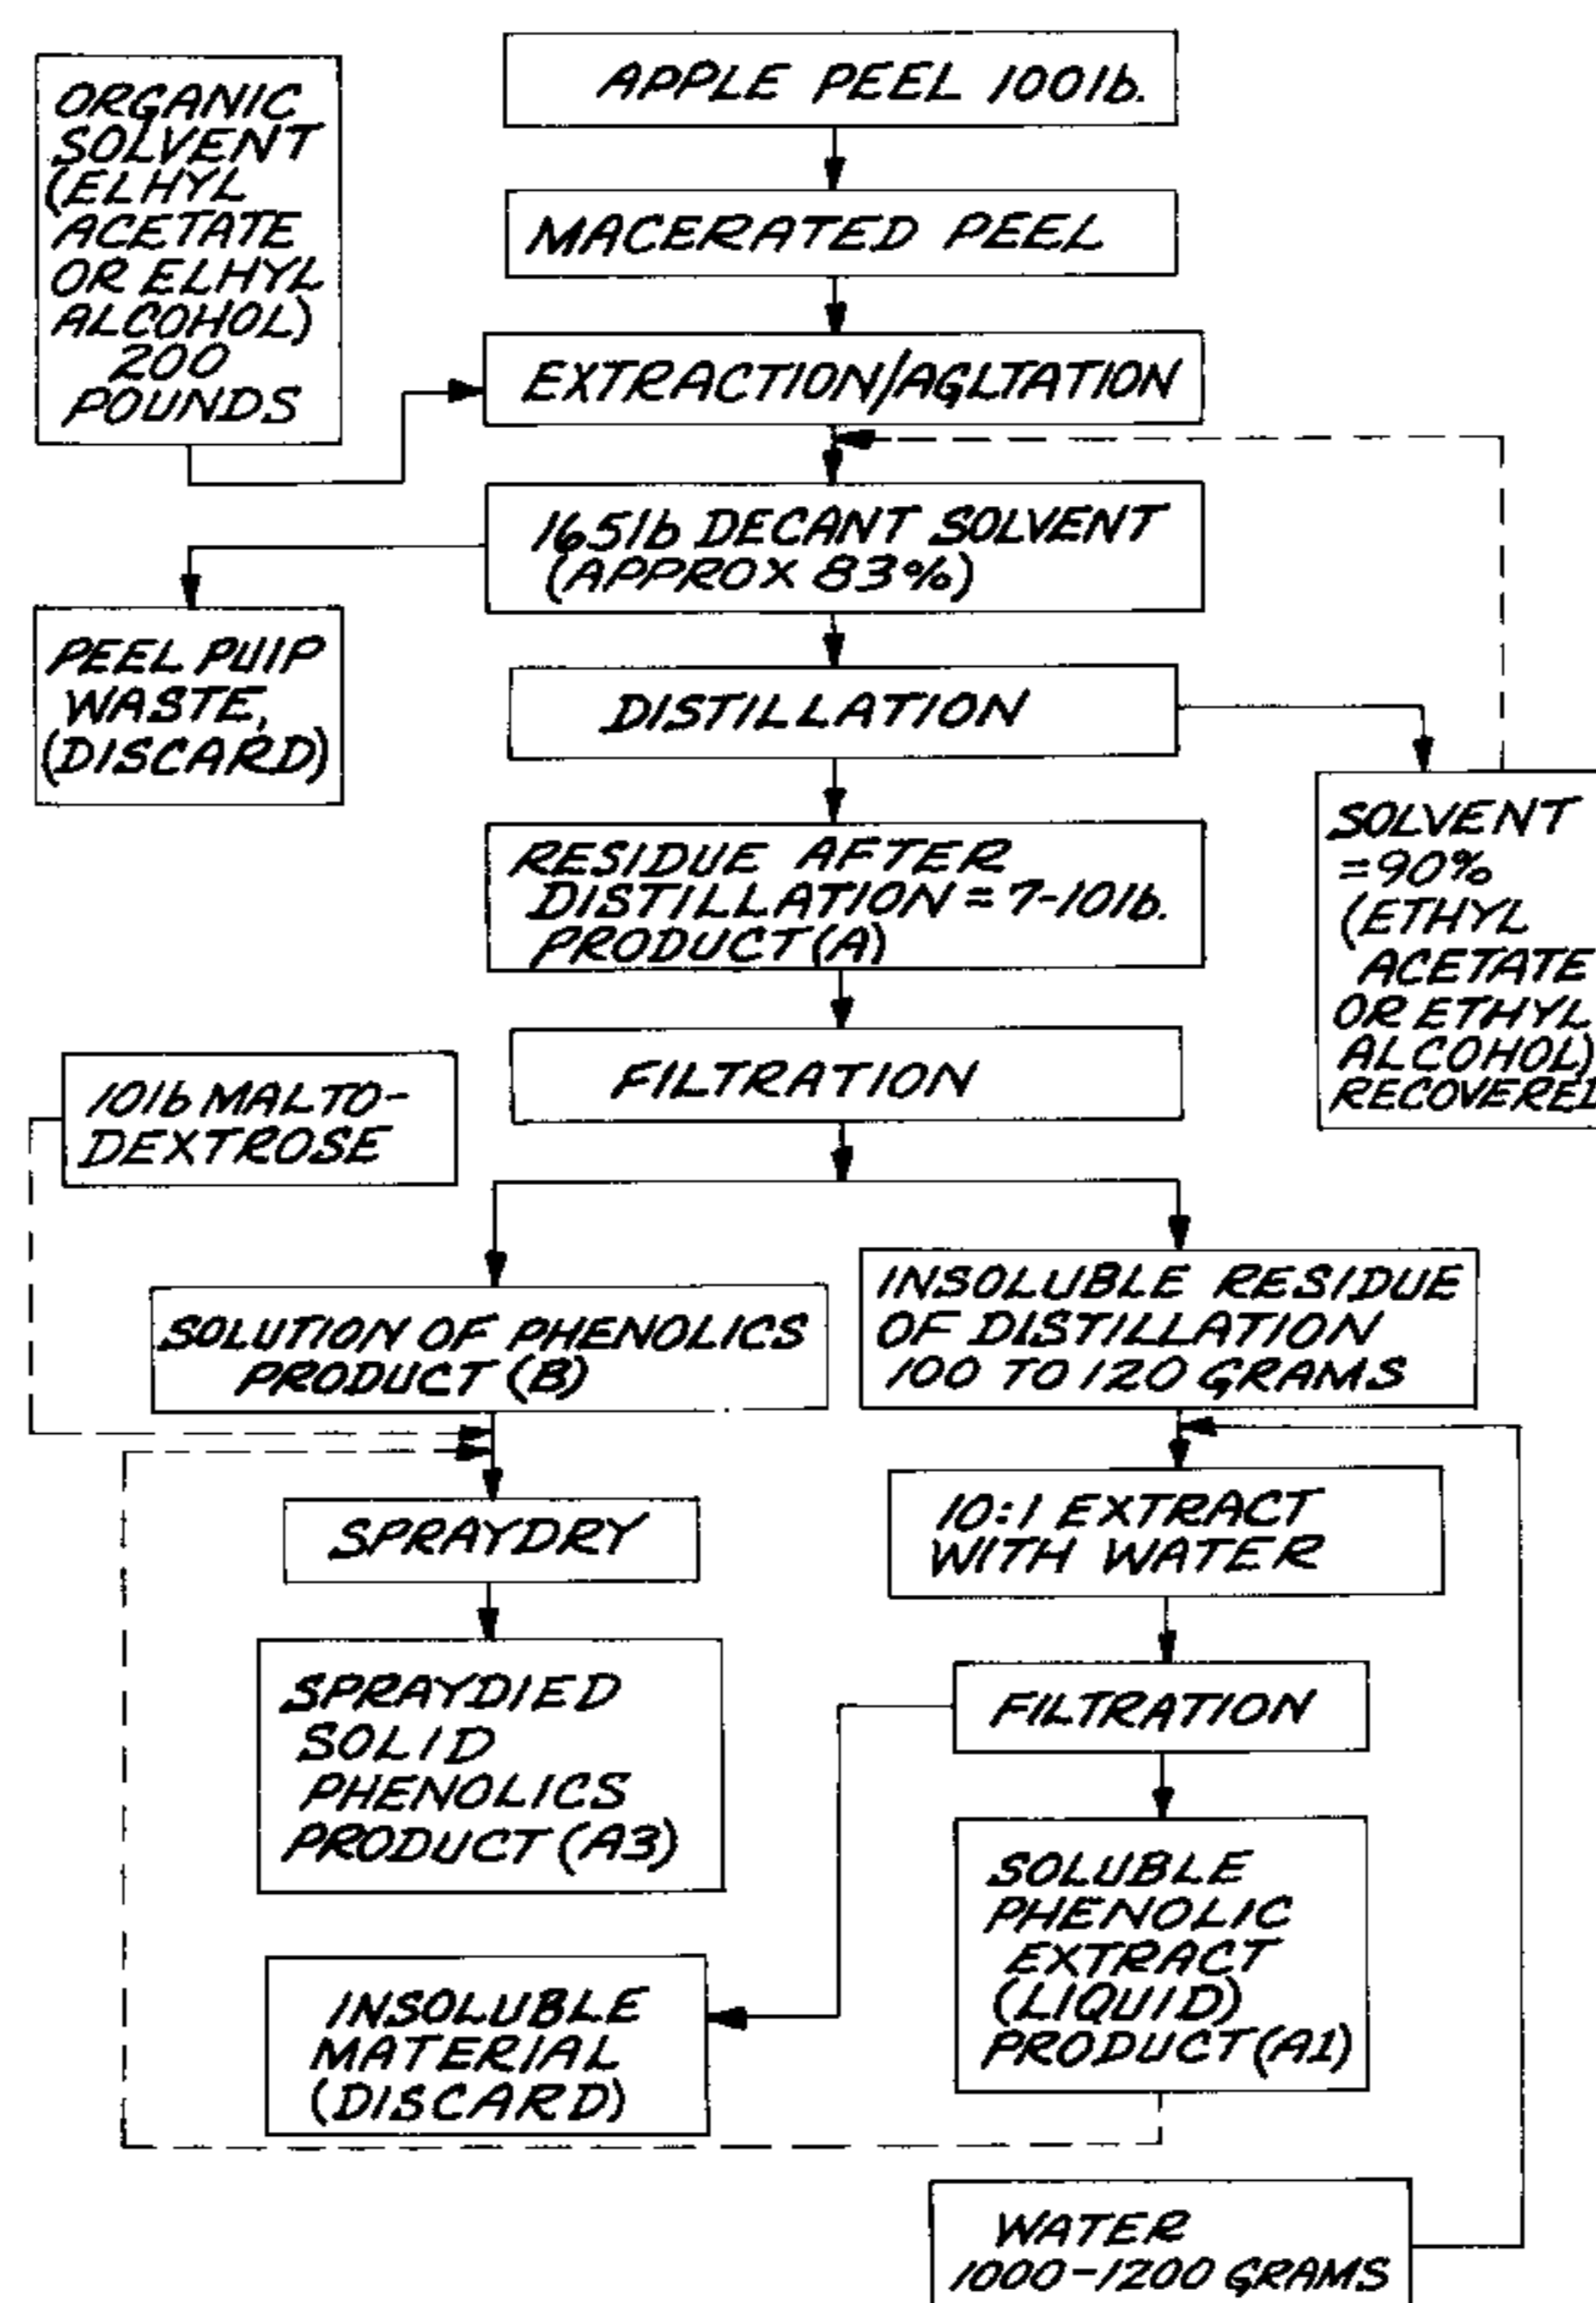 APPLE PEEL 100lb.
ORGANIC
SOLVENT
(ELHYL
ACETATE
OR ELHYL
ALCOHOL)
200
POUNDS
MACERATED PEEL
EXTRACTION/AGLTATION
165lb DECANT SOLVENT
(APPROX 83%)
PEEL PUIP
WASTE,
(DISCARD)
DISTILLATION
SOLVENT
=90%
(ETHYL
ACETATE
OR ETHYL
ALCOHOL)
RECOVERED
RESIDUE AFTER
DISTILLATION=7-10lb.
PRODUCT(A)
FILTRATION
10lb MALTO-
DEXTROSE
SOLUTION OF PHENOLICS
PRODUCT (B)
INSOLUBLE RESIDUE
OF DISTILLATION
100 TO 120 GRAMS
SPRAYDRY
10:1 EXTRACT
WITH WATER
SPRAYDIED
SOLID
PHENOLICS
PRODUCT (A3)
FILTRATION
SOLUBLE
PHENOLIC
EXTRACT
(LIQUID)
PRODUCT(A1)
INSOLUBLE
MATERIAL
(DISCARD)
WATER
1000-1200 GRAMS